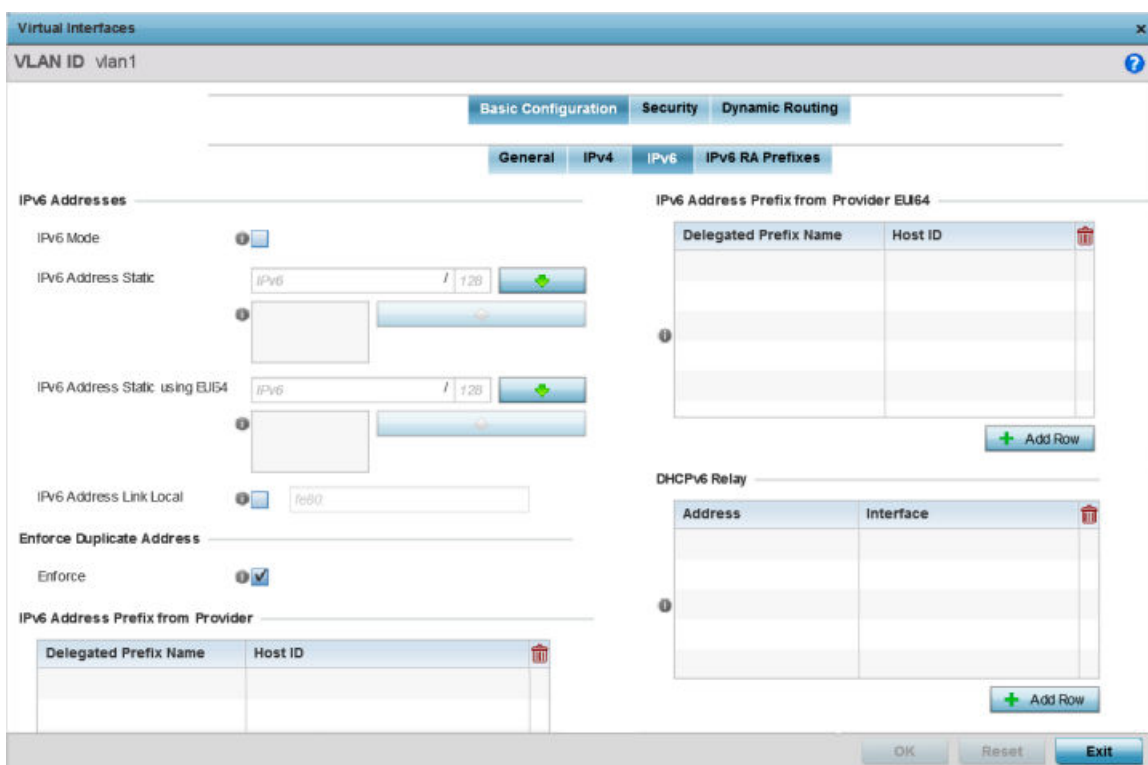 Virtual Interfaces
VLAN ID vlan1
Basic Configuration Security Dynamic Routing
General IPv4 IPv6 IPv6 RA Prefixes
IPv6 Addresses
IPv6 Mode
IPv6 Address Static
IPv6 / 128
IPv6 Address Static using EUI64
IPv6 / 128
IPv6 Address Link Local
fe80:
Enforce Duplicate Address
Enforce
IPv6 Address Prefix from Provider
Delegated Prefix Name Host ID
IPv6 Address Prefix from Provider EUI64
Delegated Prefix Name Host ID
Add Row
DHCPv6 Relay
Address Interface
Add Row
OK Reset Exit